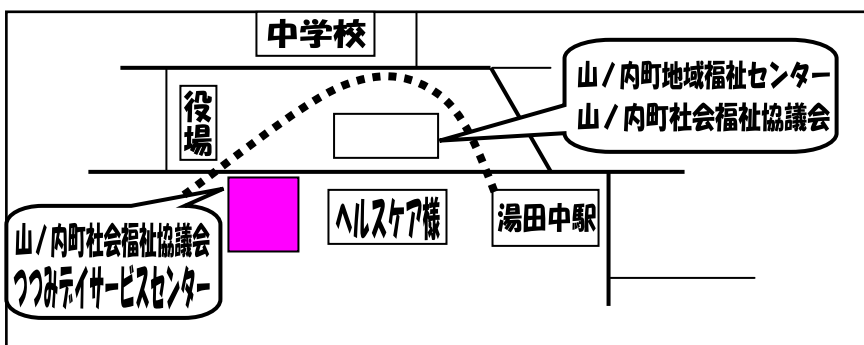 中学校
山ノ内町地域福祉センター
山ノ内町社会福祉協議会
役場
ヘルスケア様
湯田中駅
山ノ内町社会福祉協議会
つつみデイサービスセンター